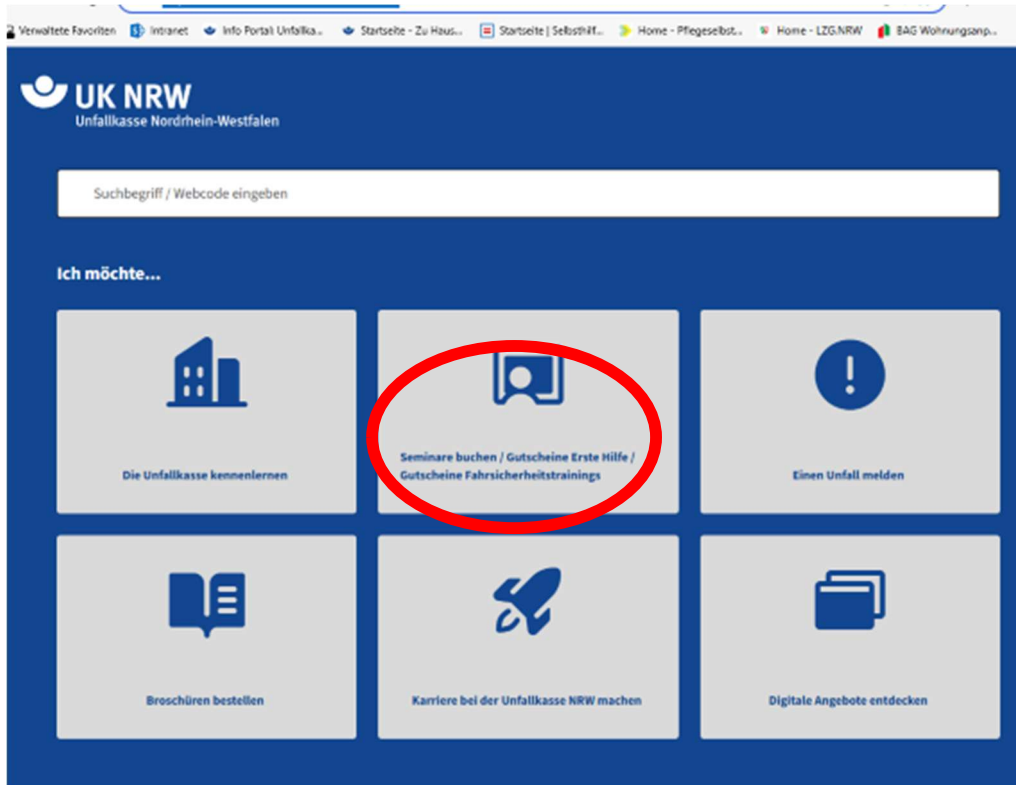 Verwaltete Favoriten Intranet Info Portal: Unfallka... Startseite - Zu Haus... Startseite | Selbsthilf... Home - Pflegeselbst... Home - LZG.NRW BAG Wohnungsanp...
UK NRW
Unfallkasse Nordrhein-Westfalen
Suchbegriff / Webcode eingeben
Ich möchte...
Die Unfallkasse kennenlernen
Seminare buchen / Gutscheine Erste Hilfe /
Gutscheine Fahrsicherheitstrainings
Einen Unfall melden
Broschüren bestellen
Karriere bei der Unfallkasse NRW machen
Digitale Angebote entdecken